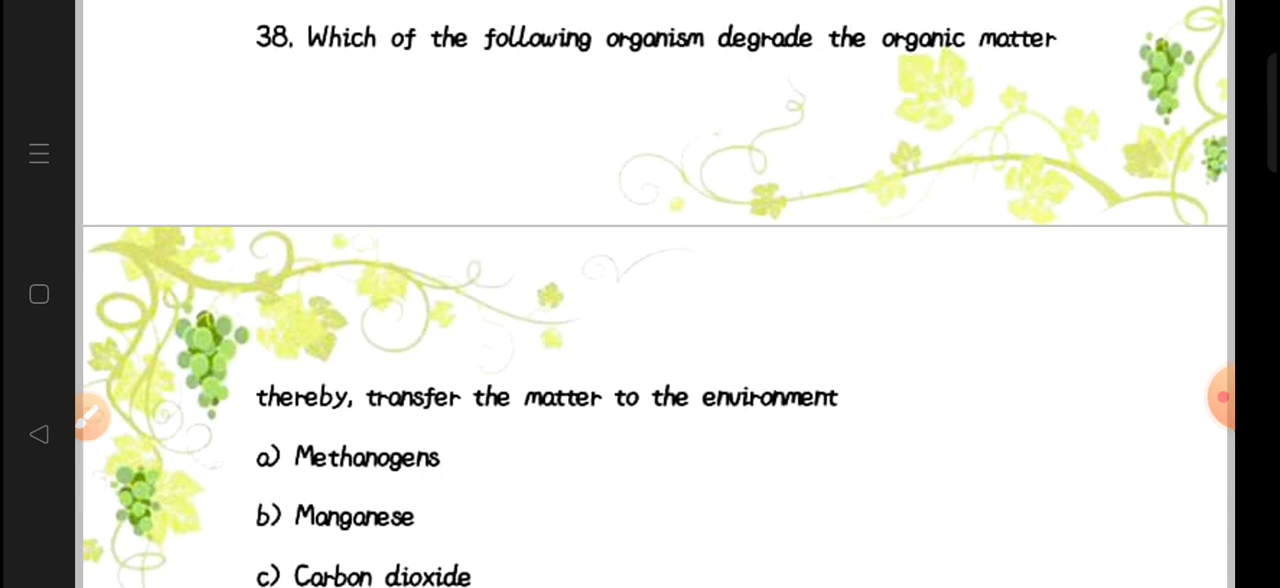 38. Which of the following organism degrade the organic matter
thereby, transfer the matter to the environment
a) Methanogens
b) Manganese
c) Carbon dioxide